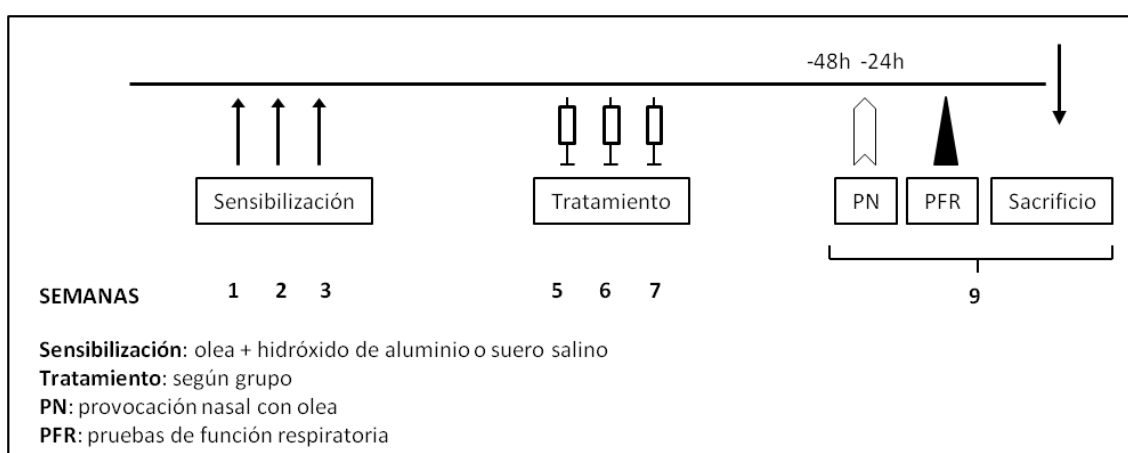 -48h -24h
Sensibilización Tratamiento PN PFR Sacrificio
SEMANAS 1 2 3 5 6 7 9
Sensibilización: olea + hidróxido de aluminio o suero salino
Tratamiento: según grupo
PN: provocación nasal con olea
PFR: pruebas de función respiratoria